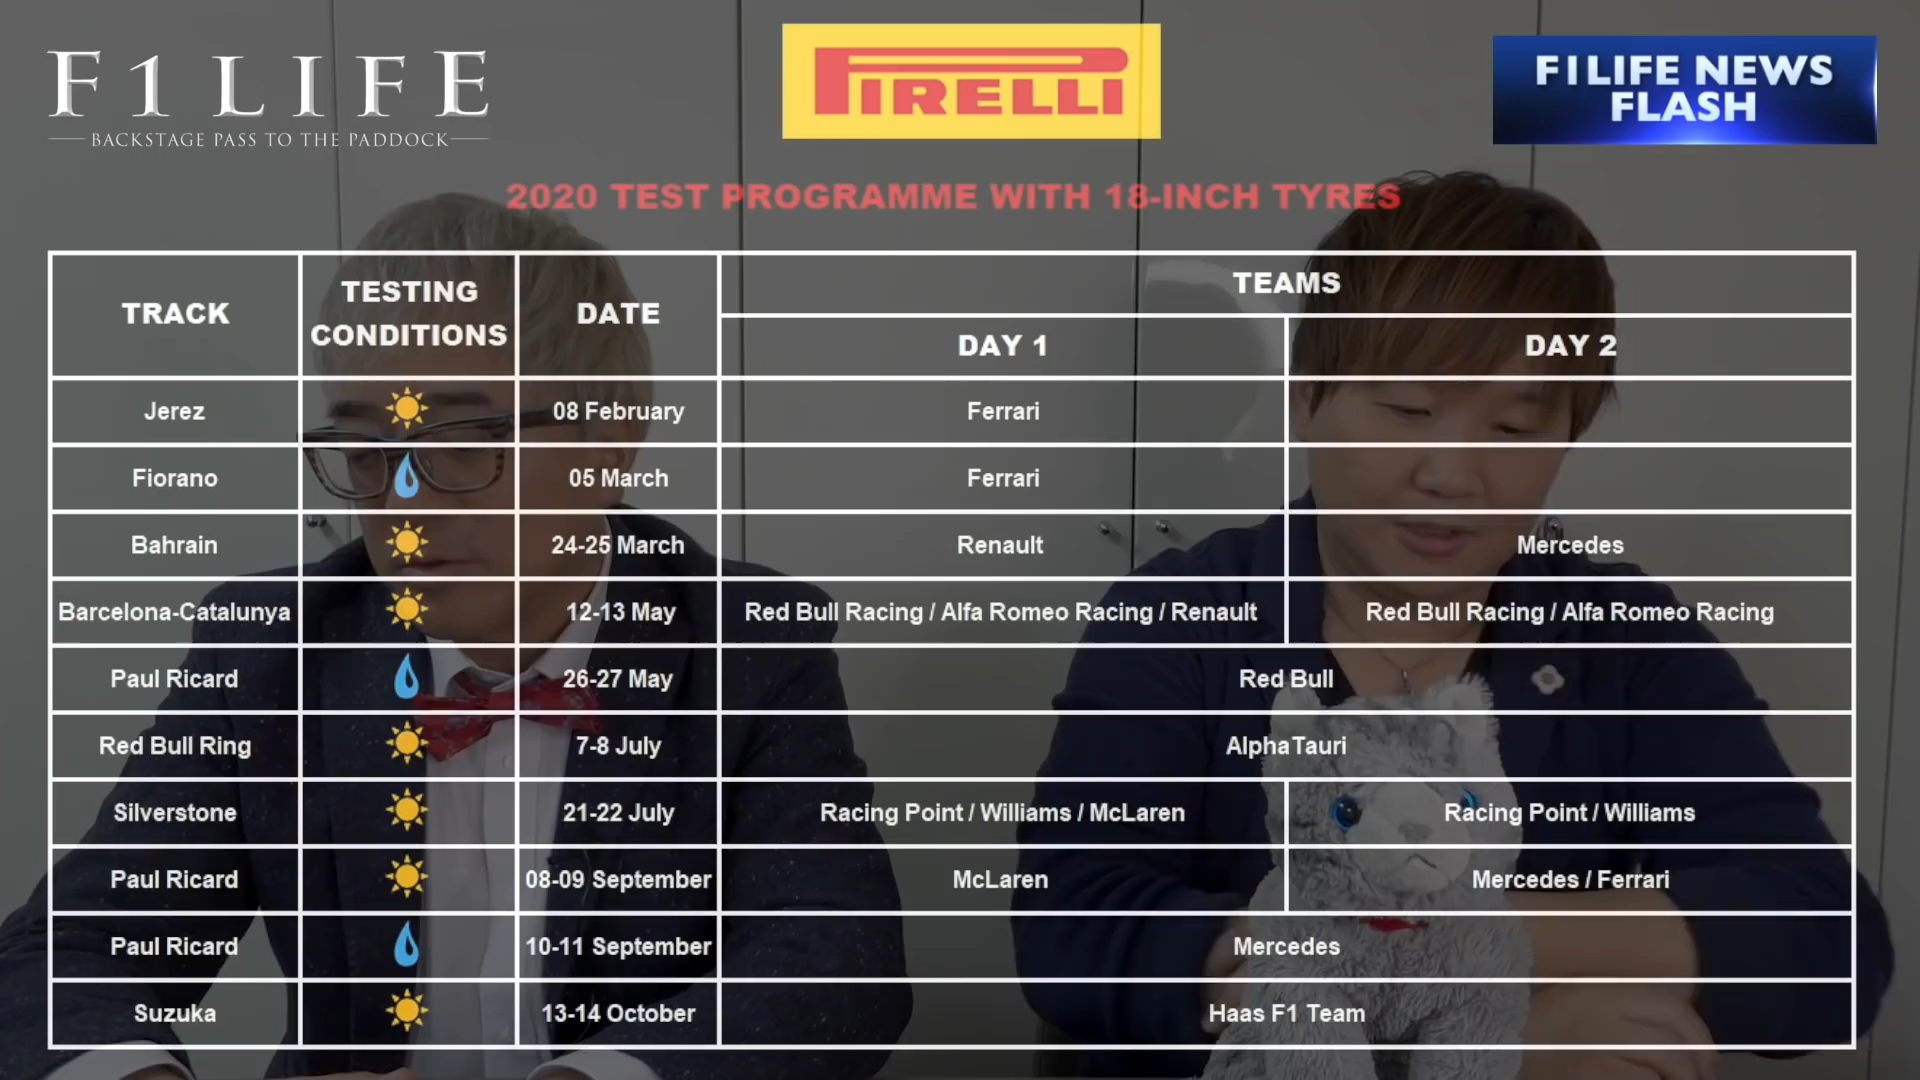 F1LIFE
BACKSTAGE PASS TO THE PADDOCK
PIRELLI
F1LIFE NEWS
FLASH
2020 TEST PROGRAMME WITH 18-INCH TYRES
TRACK TESTING CONDITIONS DATE TEAMS
DAY 1 DAY 2
Jerez 08 February Ferrari
Fiorano 05 March Ferrari
Bahrain 24-25 March Renault Mercedes
Barcelona-Catalunya 12-13 May Red Bull Racing / Alfa Romeo Racing / Renault Red Bull Racing / Alfa Romeo Racing
Paul Ricard 26-27 May Red Bull
Red Bull Ring 7-8 July AlphaTauri
Silverstone 21-22 July Racing Point / Williams / McLaren Racing Point / Williams
Paul Ricard 08-09 September McLaren Mercedes / Ferrari
Paul Ricard 10-11 September Mercedes
Suzuka 13-14 October Haas F1 Team